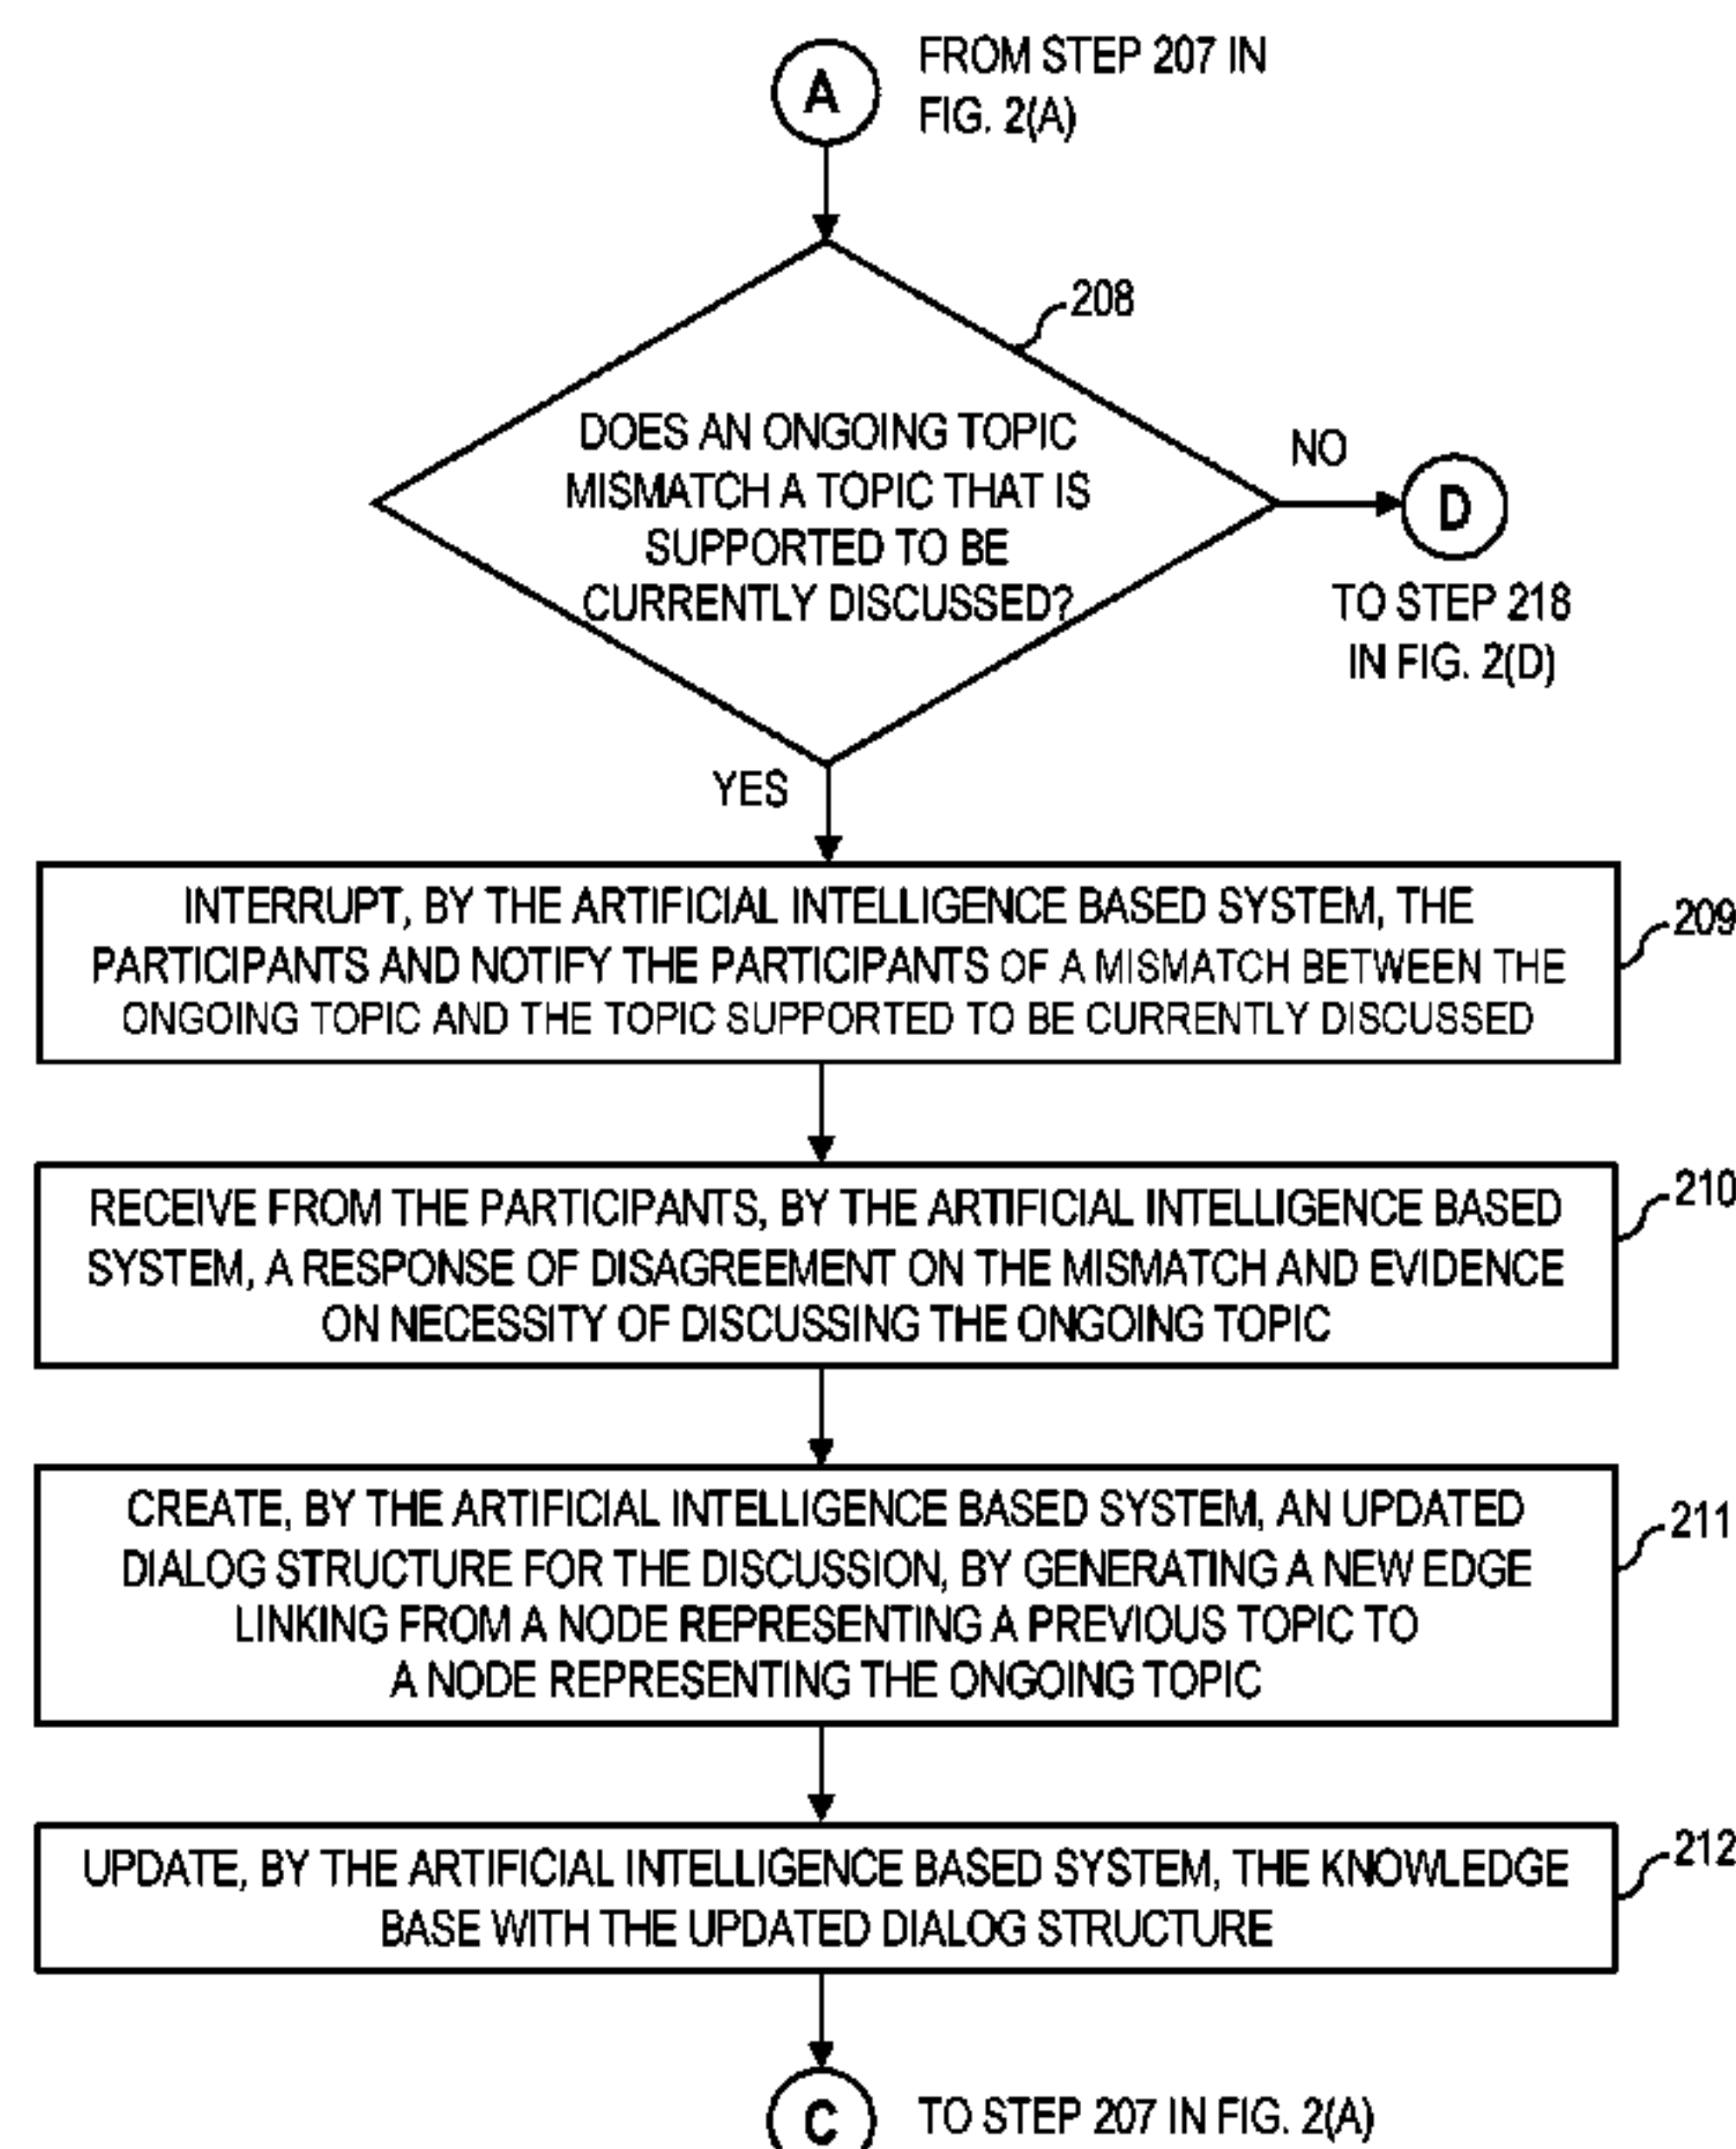 A
FROM STEP 207 IN
FIG. 2(A)
208
DOES AN ONGOING TOPIC
MISMATCH A TOPIC THAT IS
SUPPORTED TO BE
CURRENTLY DISCUSSED?
NO
D
TO STEP 218
IN FIG. 2(D)
YES
INTERRUPT, BY THE ARTIFICIAL INTELLIGENCE BASED SYSTEM, THE
PARTICIPANTS AND NOTIFY THE PARTICIPANTS OF A MISMATCH BETWEEN THE
ONGOING TOPIC AND THE TOPIC SUPPORTED TO BE CURRENTLY DISCUSSED
209
RECEIVE FROM THE PARTICIPANTS, BY THE ARTIFICIAL INTELLIGENCE BASED
SYSTEM, A RESPONSE OF DISAGREEMENT ON THE MISMATCH AND EVIDENCE
ON NECESSITY OF DISCUSSING THE ONGOING TOPIC
210
CREATE, BY THE ARTIFICIAL INTELLIGENCE BASED SYSTEM, AN UPDATED
DIALOG STRUCTURE FOR THE DISCUSSION, BY GENERATING A NEW EDGE
LINKING FROM A NODE REPRESENTING A PREVIOUS TOPIC TO
A NODE REPRESENTING THE ONGOING TOPIC
211
UPDATE, BY THE ARTIFICIAL INTELLIGENCE BASED SYSTEM, THE KNOWLEDGE
BASE WITH THE UPDATED DIALOG STRUCTURE
212
C
TO STEP 207 IN FIG. 2(A)